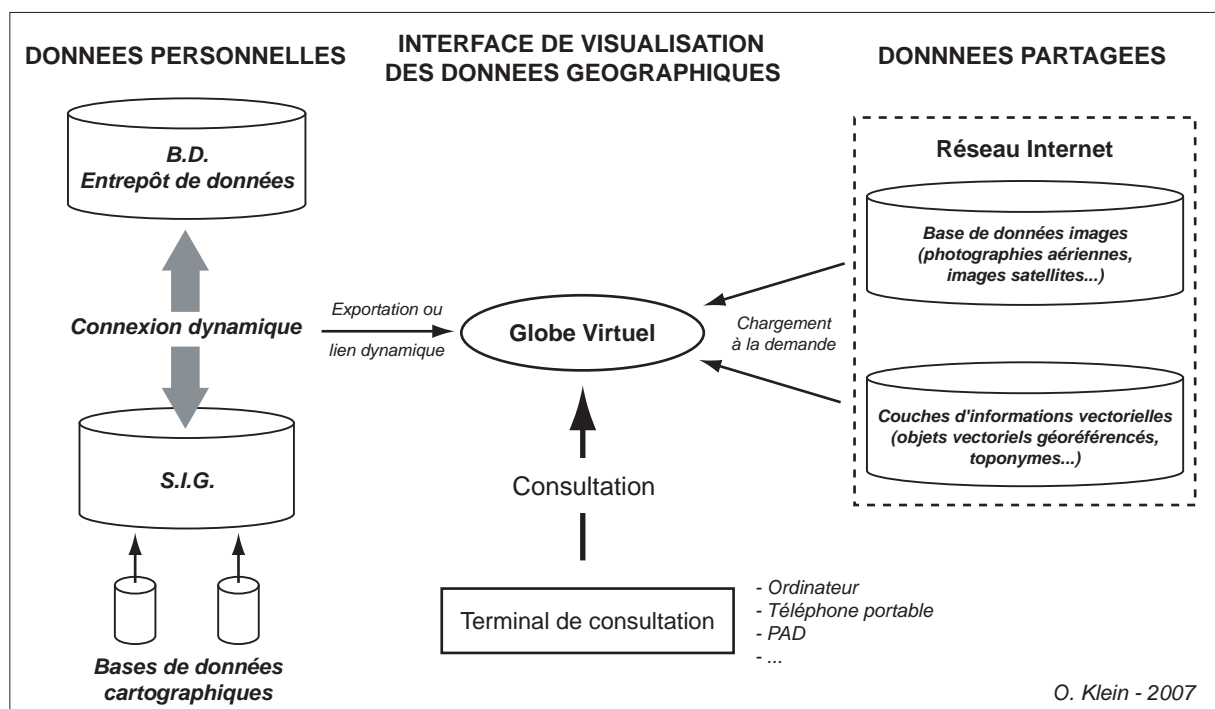 DONNEES PERSONNELLES
B.D.
Entrepôt de données
Connexion dynamique
S.I.G.
Bases de données
cartographiques
INTERFACE DE VISUALISATION
DES DONNEES GEOGRAPHIQUES
Exportation ou
lien dynamique
Globe Virtuel
Chargement
à la demande
Consultation
Terminal de consultation
- Ordinateur
- Téléphone portable
- PAD
- ...
DONNNEES PARTAGEES
Réseau Internet
Base de données images
(photographies aériennes,
images satellites...)
Couches d'informations vectorielles
(objets vectoriels géoréférencés,
toponymes...)
O. Klein - 2007